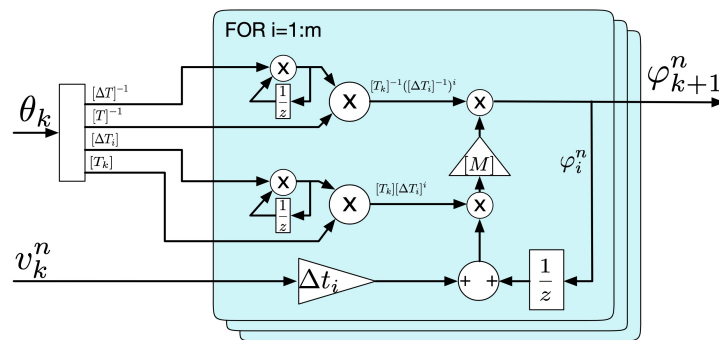 FOR i=1:m
θ_k
[ΔT]^{-1}
[T]^{-1}
[ΔT_i]
[T_k]
x
1/z
x
[T_k]^{-1}([ΔT_i]^{-1})^i
x
φ^n_{k+1}
[M]
φ^n_i
x
1/z
x
[T_k][ΔT_i]^i
x
v^n_k
Δt_i
+ +
1/z